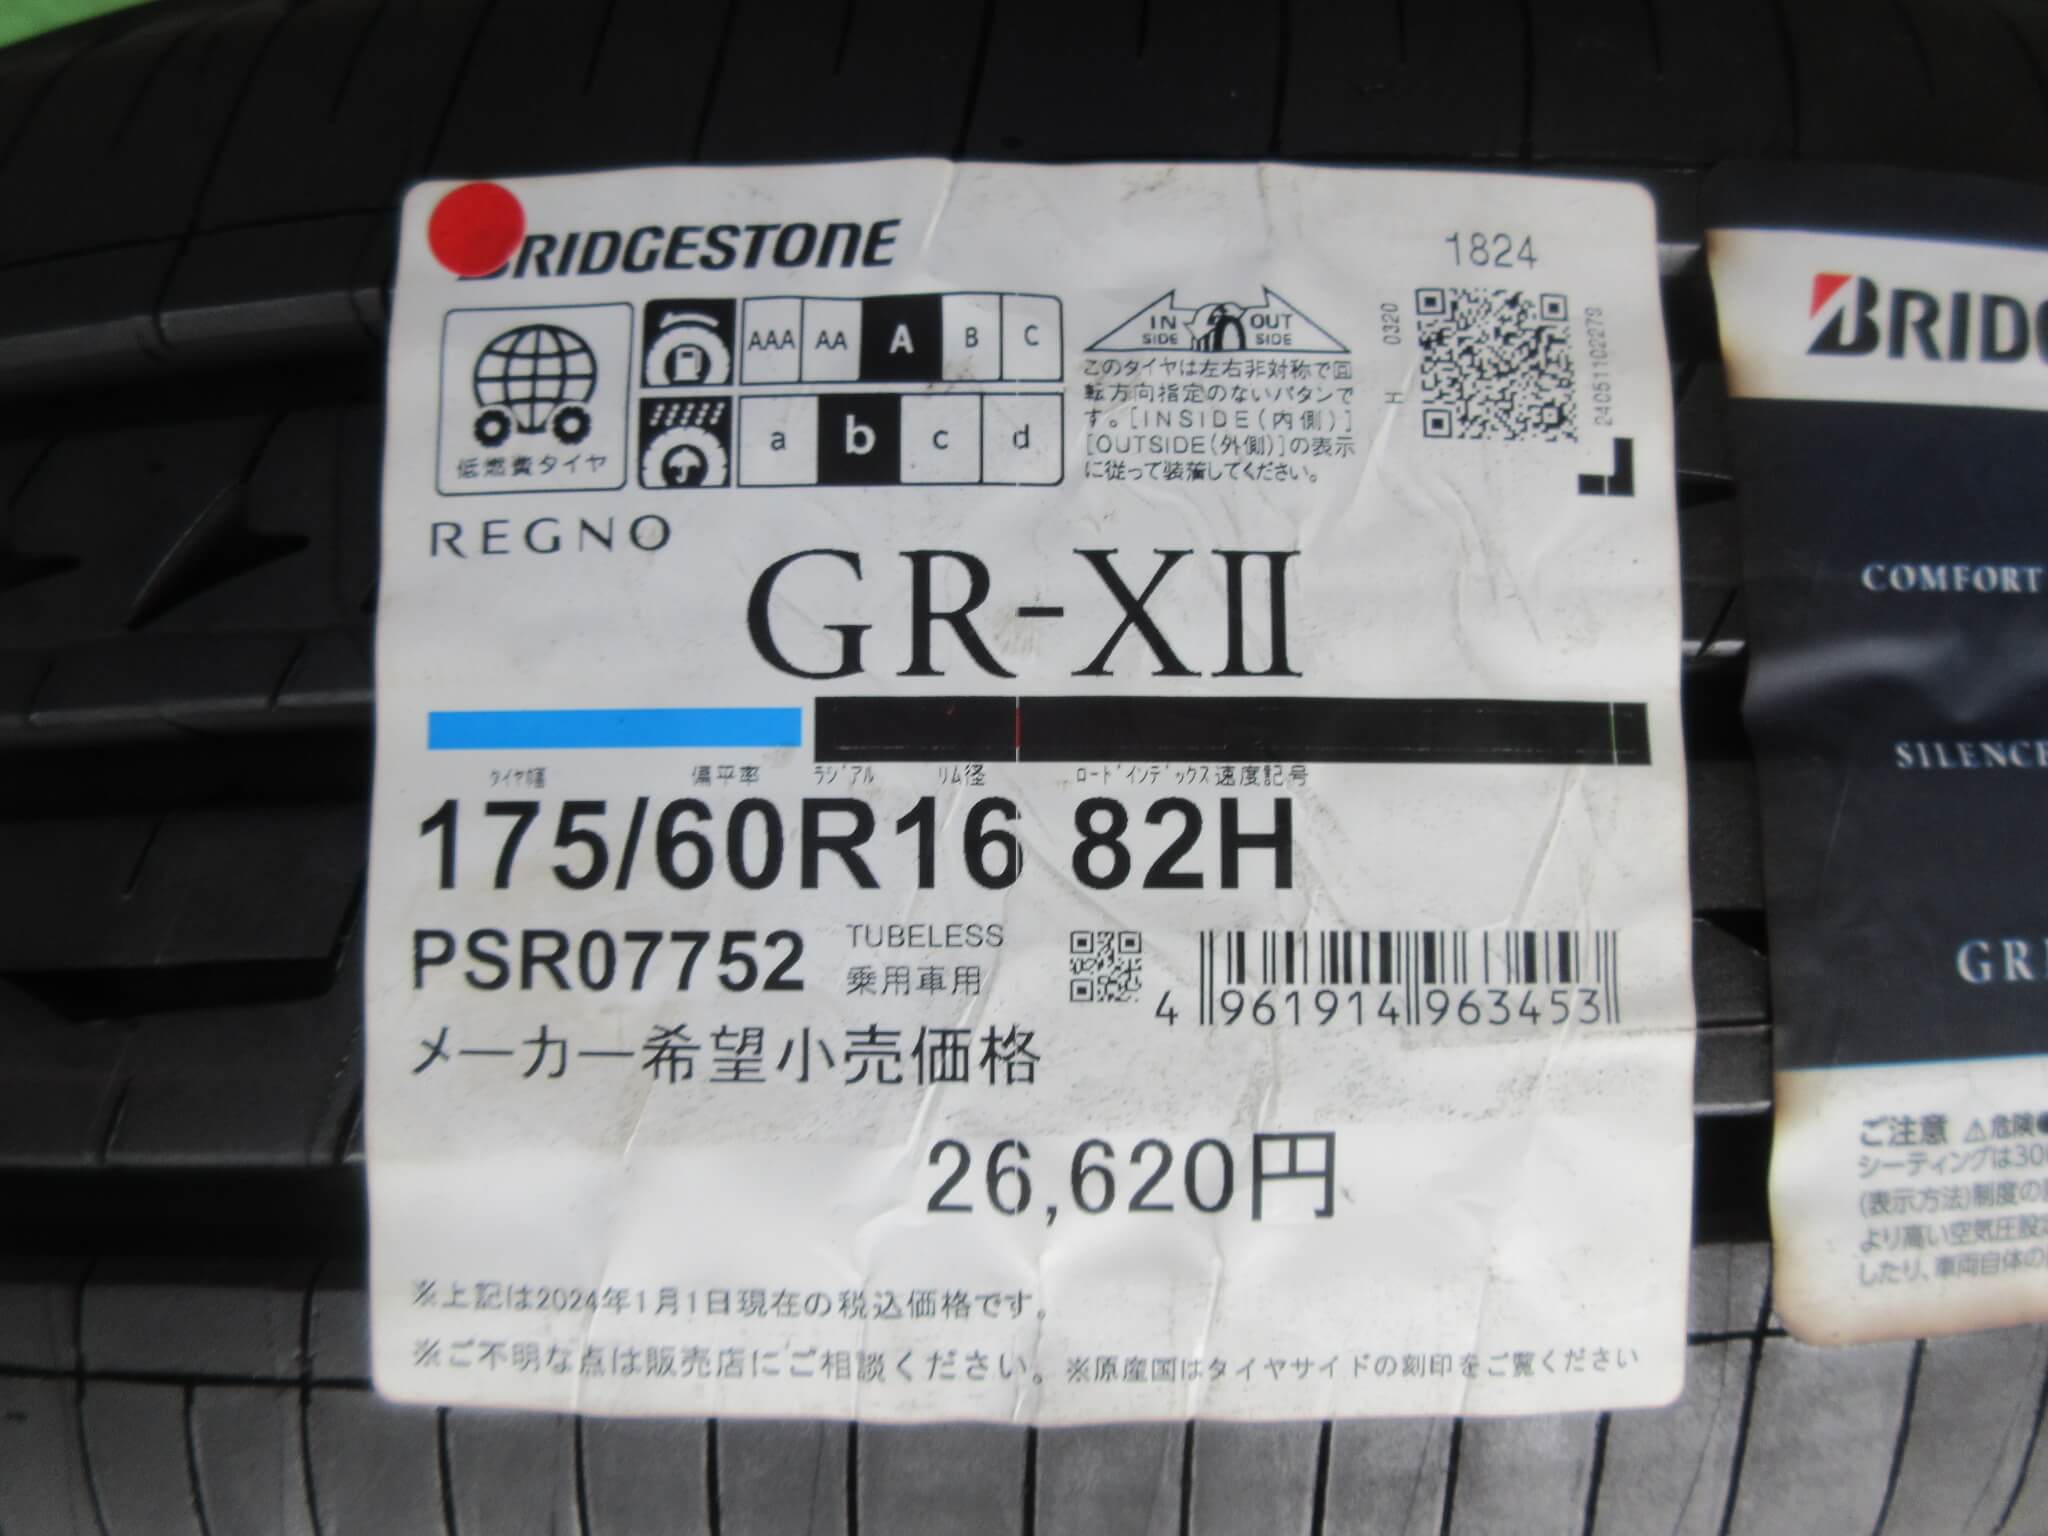 BRIDGESTONE
1824
低燃費タイヤ
AAA AA A B C
a b c d
IN SIDE OUT SIDE
このタイヤは左右非対称で回
転方向指定のないパタンで
す。[INSIDE(内側)]
[OUTSIDE(外側)]の表示
に従って装着してください。
H 0320
24051102279
L
REGNO
GR-XII
タイヤ幅 偏平率 ラジアル リム径 ロードインデックス 速度記号
175/60R16 82H
PSR07752
TUBELESS
乗用車用
4 961914 963453
メーカー希望小売価格
26,620円
※上記は2024年1月1日現在の税込価格です。
※ご不明な点は販売店にご相談ください。※原産国はタイヤサイドの刻印をご覧ください
BRIDG
COMFORT
SILENCE
GR
ご注意 ⚠危険
シーティングは30
(表示方法)制度の
より高い空気圧設
したり、車両自体の